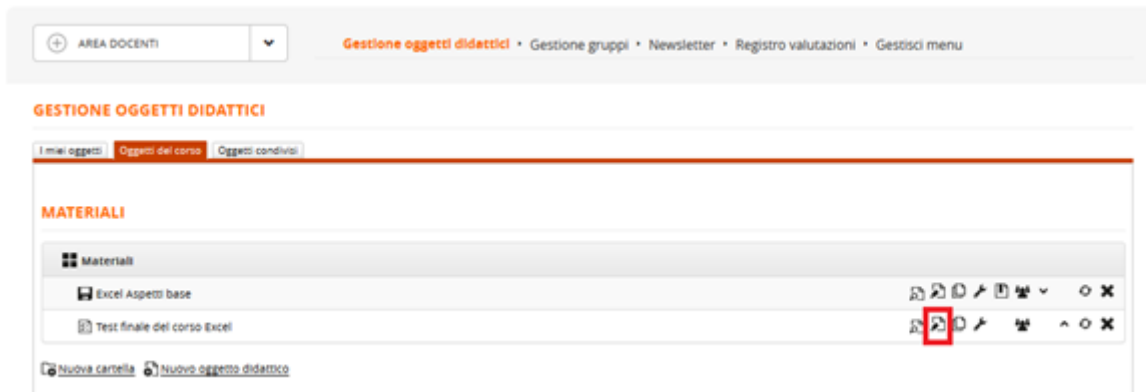 AREA DOCENTI
Gestione oggetti didattici • Gestione gruppi • Newsletter • Registro valutazioni • Gestisci menu
GESTIONE OGGETTI DIDATTICI
I miei oggetti Oggetti del corso Oggetti condivisi
MATERIALI
Materiali
Excel Aspetti base
Test finale del corso Excel
Nuova cartella Nuovo oggetto didattico